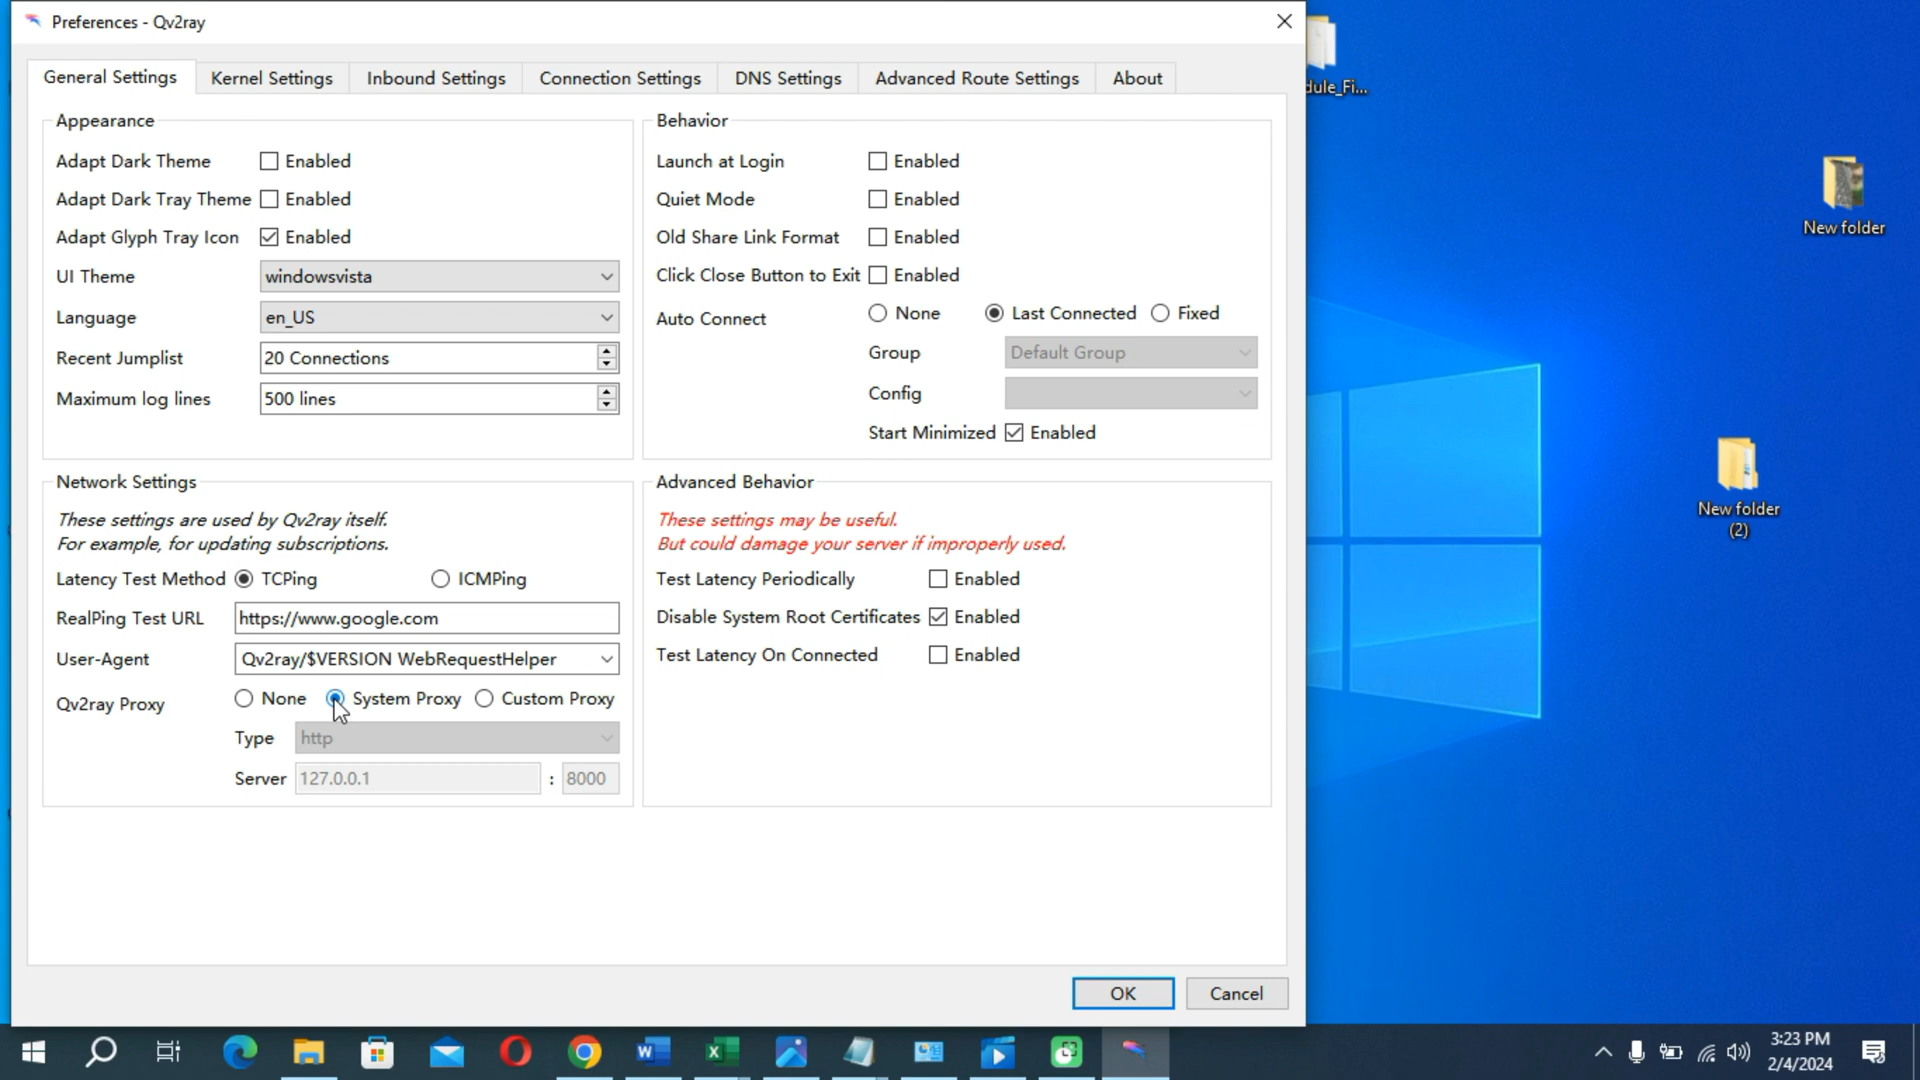 Preferences - Qv2ray
General Settings
Kernel Settings
Inbound Settings
Connection Settings
DNS Settings
Advanced Route Settings
About
Appearance
Adapt Dark Theme Enabled
Adapt Dark Tray Theme Enabled
Adapt Glyph Tray Icon Enabled
UI Theme windowsvista
Language en_US
Recent Jumplist 20 Connections
Maximum log lines 500 lines
Behavior
Launch at Login Enabled
Quiet Mode Enabled
Old Share Link Format Enabled
Click Close Button to Exit Enabled
Auto Connect None Last Connected Fixed
Group Default Group
Config
Start Minimized Enabled
Network Settings
These settings are used by Qv2ray itself.
For example, for updating subscriptions.
Latency Test Method TCPing ICMPing
RealPing Test URL https://www.google.com
User-Agent Qv2ray/$VERSION WebRequestHelper
Qv2ray Proxy None System Proxy Custom Proxy
Type http
Server 127.0.0.1 : 8000
Advanced Behavior
These settings may be useful.
But could damage your server if improperly used.
Test Latency Periodically Enabled
Disable System Root Certificates Enabled
Test Latency On Connected Enabled
OK Cancel
dule_Fi...
New folder
New folder
(2)
3:23 PM
2/4/2024